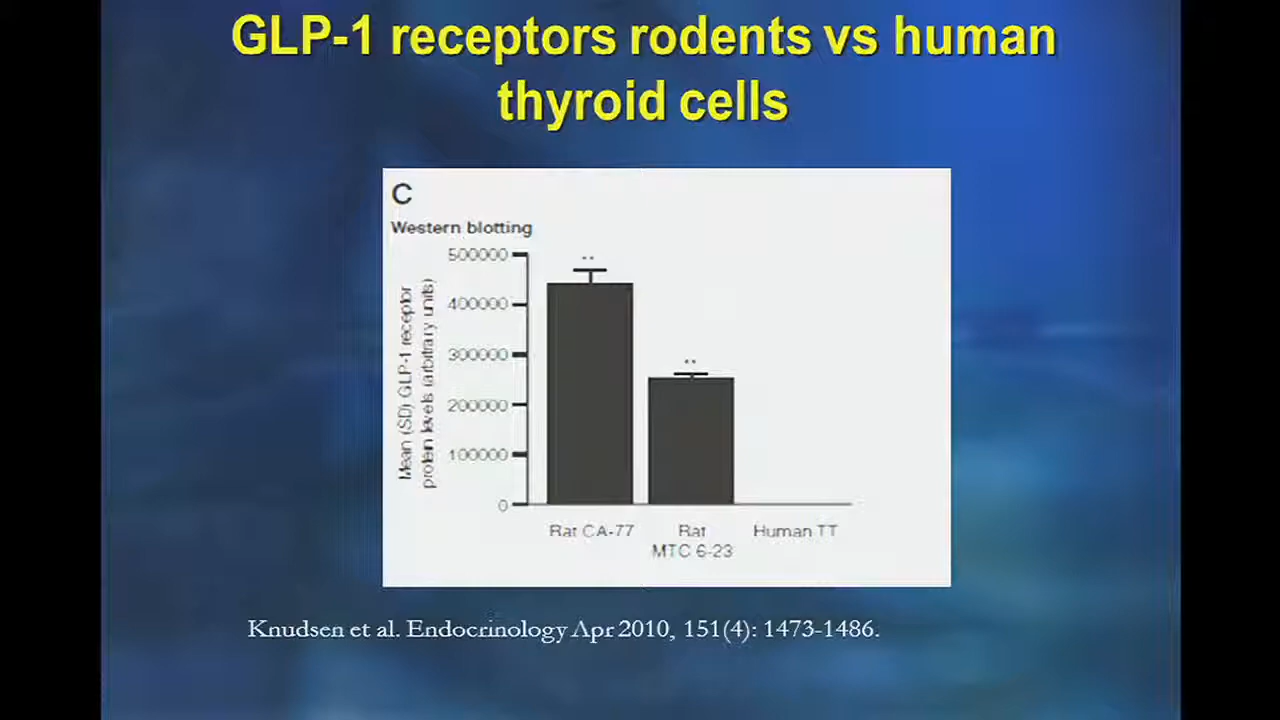 GLP-1 receptors rodents vs human
thyroid cells
C
Western blotting
Mean (SD) GLP-1 receptor
protein levels (arbitrary units)
500000
400000
300000
200000
100000
0
**
**
Rat CA-77
Rat
MTC 6-23
Human TT
Knudsen et al. Endocrinology Apr 2010, 151(4): 1473-1486.